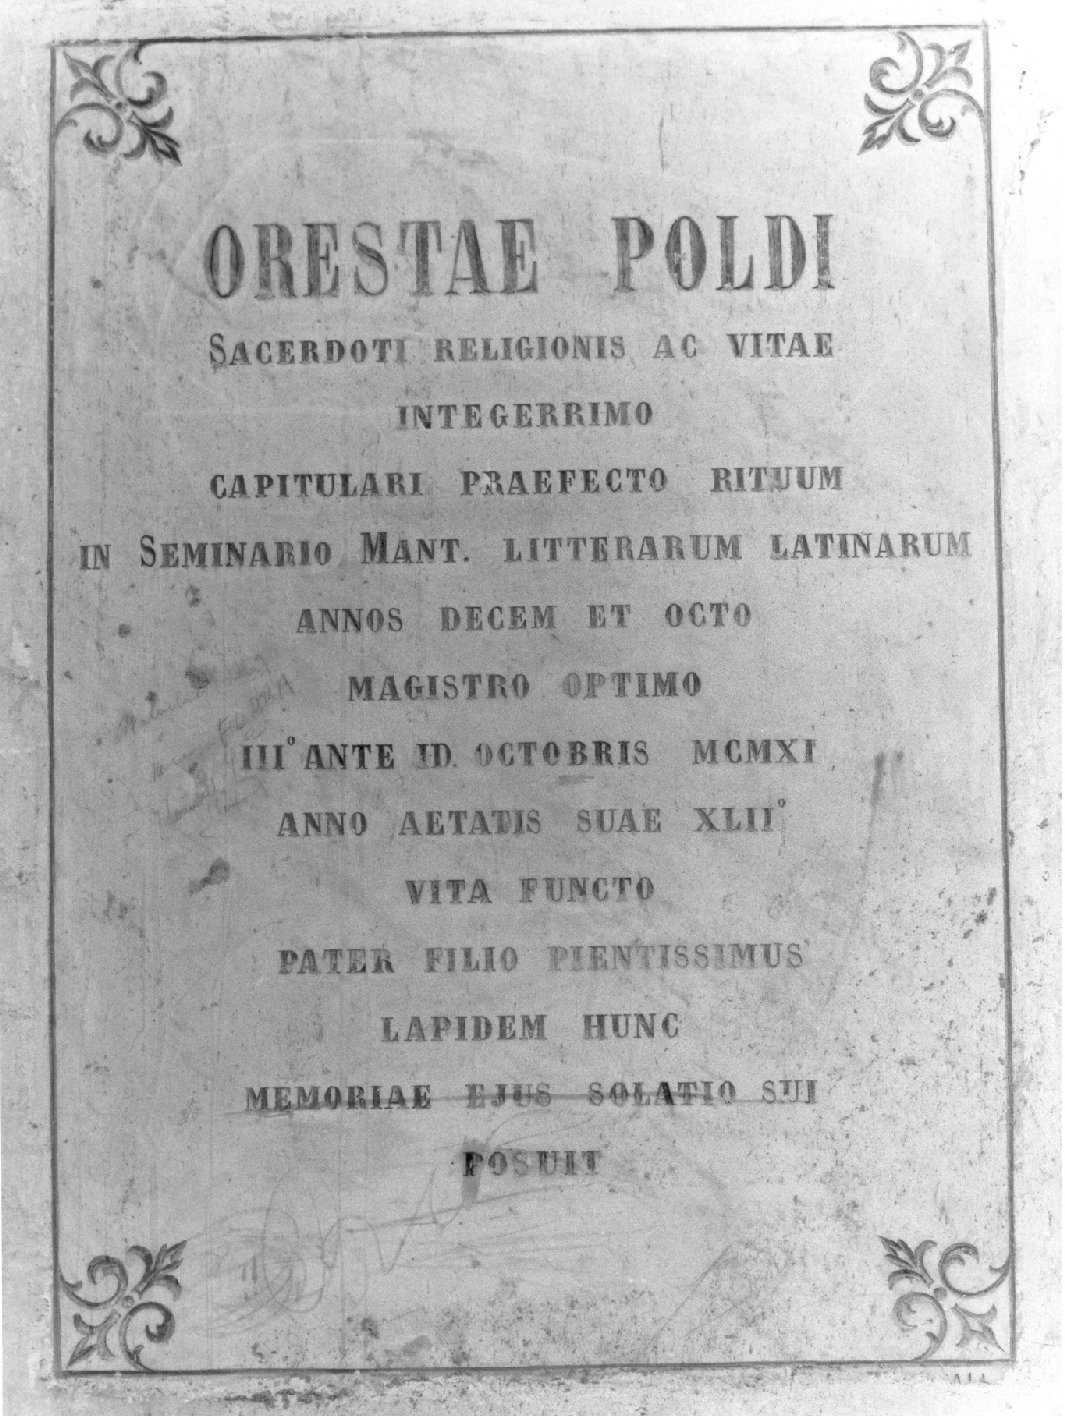 ORESTAE POLDI
SACERDOTI RELIGIONIS AC VITAE
INTEGERRIMO
CAPITULARI PRAEFECTO RITUUM
IN SEMINARIO MANT. LITTERARUM LATINARUM
ANNOS DECEM ET OCTO
MAGISTRO OPTIMO
III° ANTE ID. OCTOBRIS MCMXI
ANNO AETATIS SUAE XLII°
VITA FUNCTO
PATER FILIO PIENTISSIMUS
LAPIDEM HUNC
MEMORIAE EJUS SOLATIO SUI
POSUIT